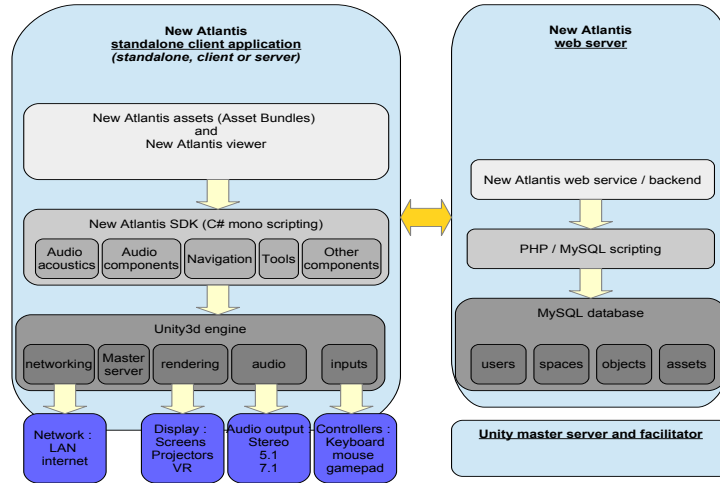 New Atlantis
standalone client application
(standalone, client or server)
New Atlantis assets (Asset Bundles)
and
New Atlantis viewer
New Atlantis SDK (C# mono scripting)
Audio
acoustics
Audio
components
Navigation
Tools
Other
components
Unity3d engine
networking
Master
server
rendering
audio
inputs
Network :
LAN
internet
Display :
Screens
Projectors
VR
Audio output :
Stereo
5.1
7.1
Controllers :
Keyboard
mouse
gamepad
New Atlantis
web server
New Atlantis web service / backend
PHP / MySQL scripting
MySQL database
users
spaces
objects
assets
Unity master server and facilitator